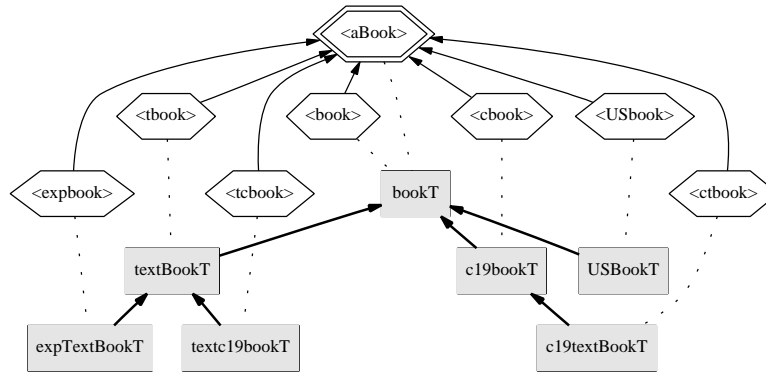 <aBook>
<tbook>
<book>
<cbook>
<USbook>
<expbook>
<tcbook>
bookT
<ctbook>
textBookT
c19bookT
USBookT
expTextBookT
textc19bookT
c19textBookT